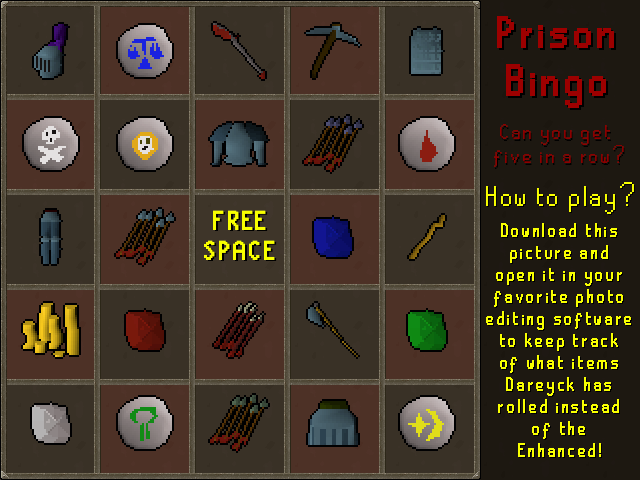 Prison
Bingo
Can you get
five in a row?
How to play?
Download this
picture and
open it in your
favorite photo
editing software
to keep track
of what items
Dareyck has
rolled instead
of the
Enhanced!
FREE
SPACE